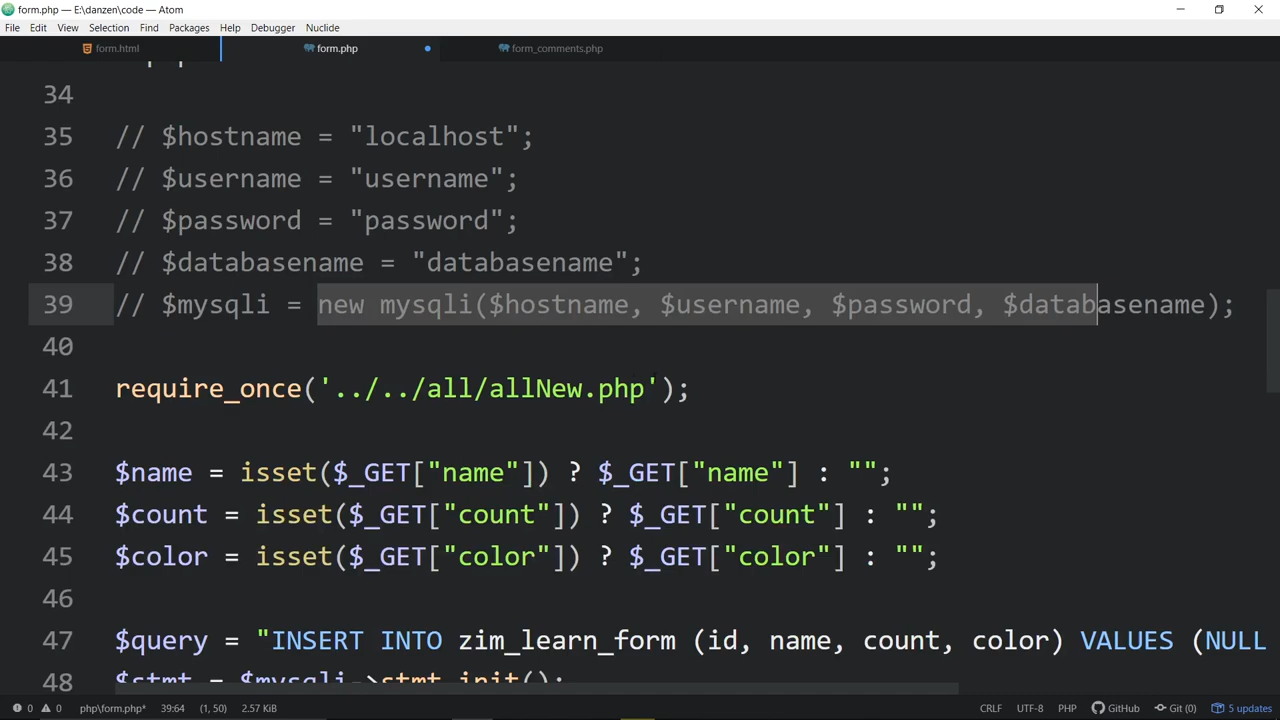 form.php — E:\danzen\code — Atom
File Edit View Selection Find Packages Help Debugger Nuclide
form.html form.php form_comments.php
34
35 // $hostname = "localhost";
36 // $username = "username";
37 // $password = "password";
38 // $databasename = "databasename";
39 // $mysqli = new mysqli($hostname, $username, $password, $databasename);
40
41 require_once('../../all/allNew.php');
42
43 $name = isset($_GET["name"]) ? $_GET["name"] : "";
44 $count = isset($_GET["count"]) ? $_GET["count"] : "";
45 $color = isset($_GET["color"]) ? $_GET["color"] : "";
46
47 $query = "INSERT INTO zim_learn_form (id, name, count, color) VALUES (NULL
48 $stmt = $mysqli->stmt_init();
0 0 php\form.php* 39:64 (1, 50) 2.57 KiB CRLF UTF-8 PHP GitHub Git (0) 5 updates